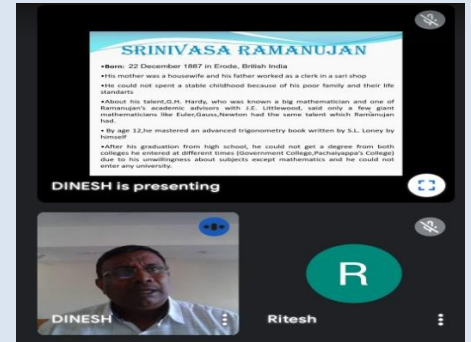 SRINIVASA RAMANUJAN
•Born: 22 December 1887 in Erode, British India
•His mother was a housewife and his father worked as a clerk in a sari shop
•He could not spent a stable childhood because of his poor family and their life
standarts
•About his talent,G.H. Hardy, who was known a big mathematician and one of
Ramanujan's academic advisors with J.E. Littlewood, said only a few giant
mathematicians like Euler,Gauss,Newton had the same talent which Ramanujan
had.
• By age 12,he mastered an advanced trigonometry book written by S.L. Loney by
himself
•After his graduation from high school, he could not get a degree from both
colleges he entered at different times (Government College,Pachaiyappa's College)
due to his unwillingness about subjects except mathematics and he could not
enter any university.
DINESH is presenting
DINESH
R
Ritesh